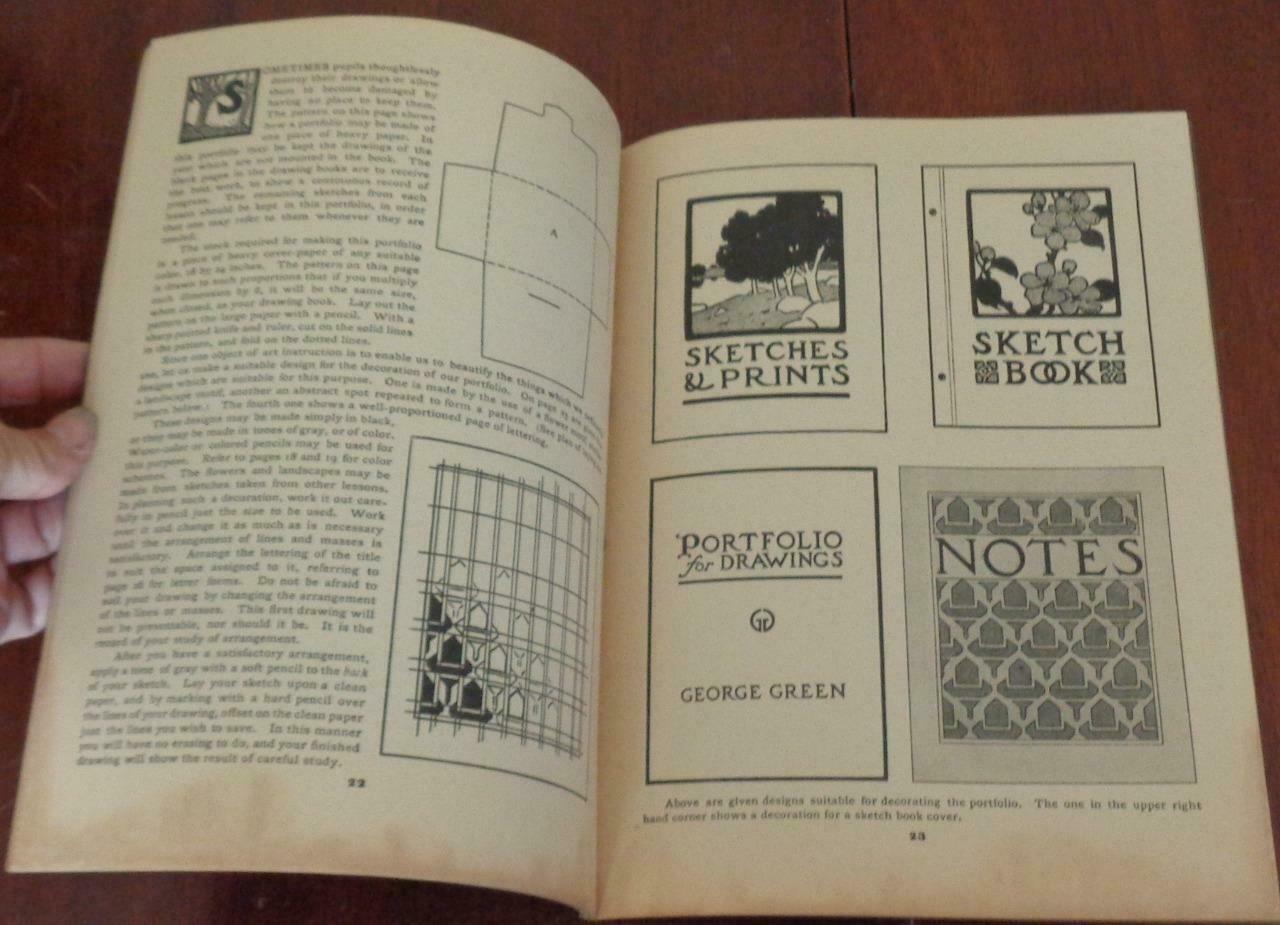 SOMETIMES pupils thoughtlessly
destroy their drawings or allow
them to become damaged by
having no place to keep them.
The pattern on this page shows
how a portfolio may be made of
one piece of heavy paper. In
this portfolio may be kept the drawings of the
year which are not mounted in the book. The
blank pages in the drawing books are to receive
the best work, to show a continuous record of
progress. The remaining sketches from each
lesson should be kept in this portfolio, in order
that one may refer to them whenever they are
needed.
The stock required for making this portfolio
is a piece of heavy cover-paper of any suitable
color, 18 by 24 inches. The pattern on this page
is drawn to such proportions that if you multiply
each dimension by 8, it will be the same size,
when closed, as your drawing book. Lay out the
pattern on the large paper with a pencil. With a
sharp pointed knife and ruler, cut on the solid lines
in the pattern, and fold on the dotted lines.
Since one object of art instruction is to enable us to beautify the things which we
use, let us make a suitable design for the decoration of our portfolio. On page 23 are
designs which are suitable for this purpose. One is made by the use of a flower motif,
a landscape motif, another an abstract spot repeated to form a pattern. (See plan of
pattern below.) The fourth one shows a well-proportioned page of lettering.
These designs may be made simply in black,
or they may be made in tones of gray, or of color.
Water-color or colored pencils may be used for
this purpose. Refer to pages 18 and 19 for color
schemes. The flowers and landscapes may be
made from sketches taken from other lessons.
In planning such a decoration, work it out care-
fully in pencil just the size to be used. Work
over it and change it as much as is necessary
until the arrangement of lines and masses is
satisfactory. Arrange the lettering of the title
to suit the space assigned to it, referring to
page 16 for letter forms. Do not be afraid to
soil your drawing by changing the arrangement
of the lines or masses. This first drawing will
not be presentable, nor should it be. It is the
record of your study of arrangement.
After you have a satisfactory arrangement,
apply a tone of gray with a soft pencil to the back
of your sketch. Lay your sketch upon a clean
paper, and by marking with a hard pencil over
the lines of your drawing, offset on the clean paper
just the lines you wish to save. In this manner
you will have no erasing to do, and your finished
drawing will show the result of careful study.
A
22
SKETCHES
& PRINTS
SKETCH
BOOK
PORTFOLIO
for DRAWINGS
GG
GEORGE GREEN
NOTES
Above are given designs suitable for decorating the portfolio. The one in the upper right
hand corner shows a decoration for a sketch book cover.
23